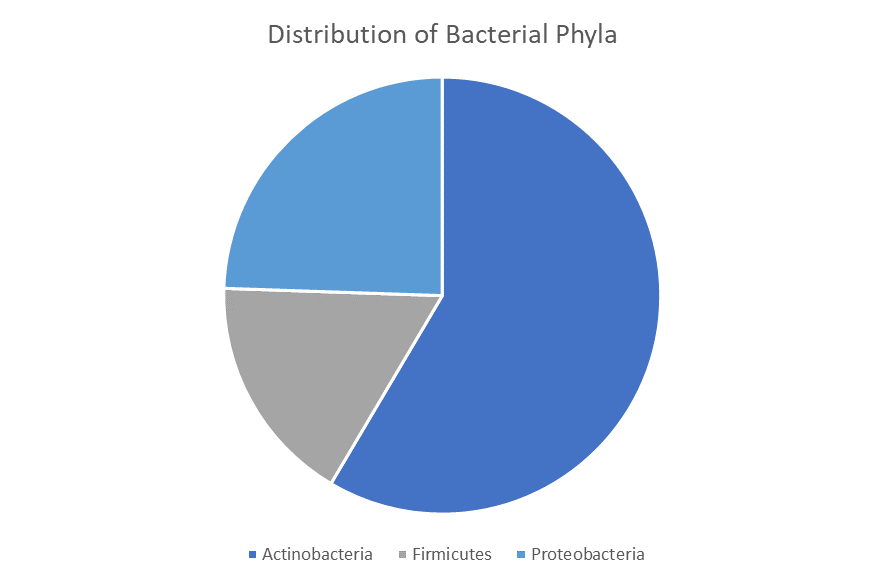 Distribution of Bacterial Phyla
Actinobacteria Firmicutes Proteobacteria